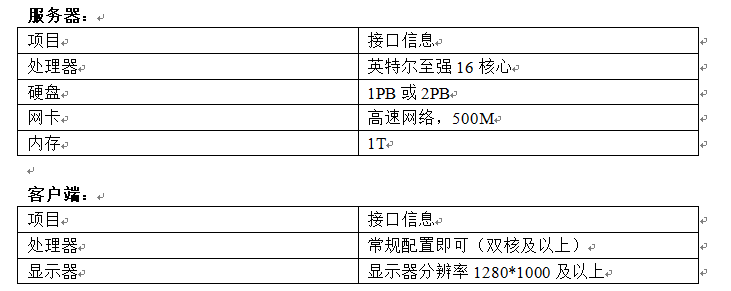 服务器：
项目 接口信息
处理器 英特尔至强 16 核心
硬盘 1PB 或 2PB
网卡 高速网络，500M
内存 1T
客户端：
项目 接口信息
处理器 常规配置即可（双核及以上）
显示器 显示器分辨率 1280*1000 及以上